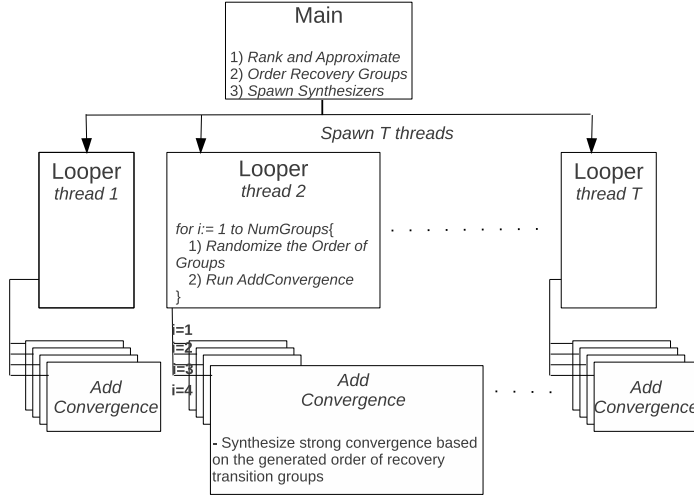 Main
1) Rank and Approximate
2) Order Recovery Groups
3) Spawn Synthesizers
Spawn T threads
Looper
thread 1
Looper
thread 2
for i:= 1 to NumGroups{
1) Randomize the Order of
Groups
2) Run AddConvergence
}
Looper
thread T
i=1
i=2
i=3
i=4
Add
Convergence
Add
Convergence
- Synthesize strong convergence based
on the generated order of recovery
transition groups
Add
Convergence